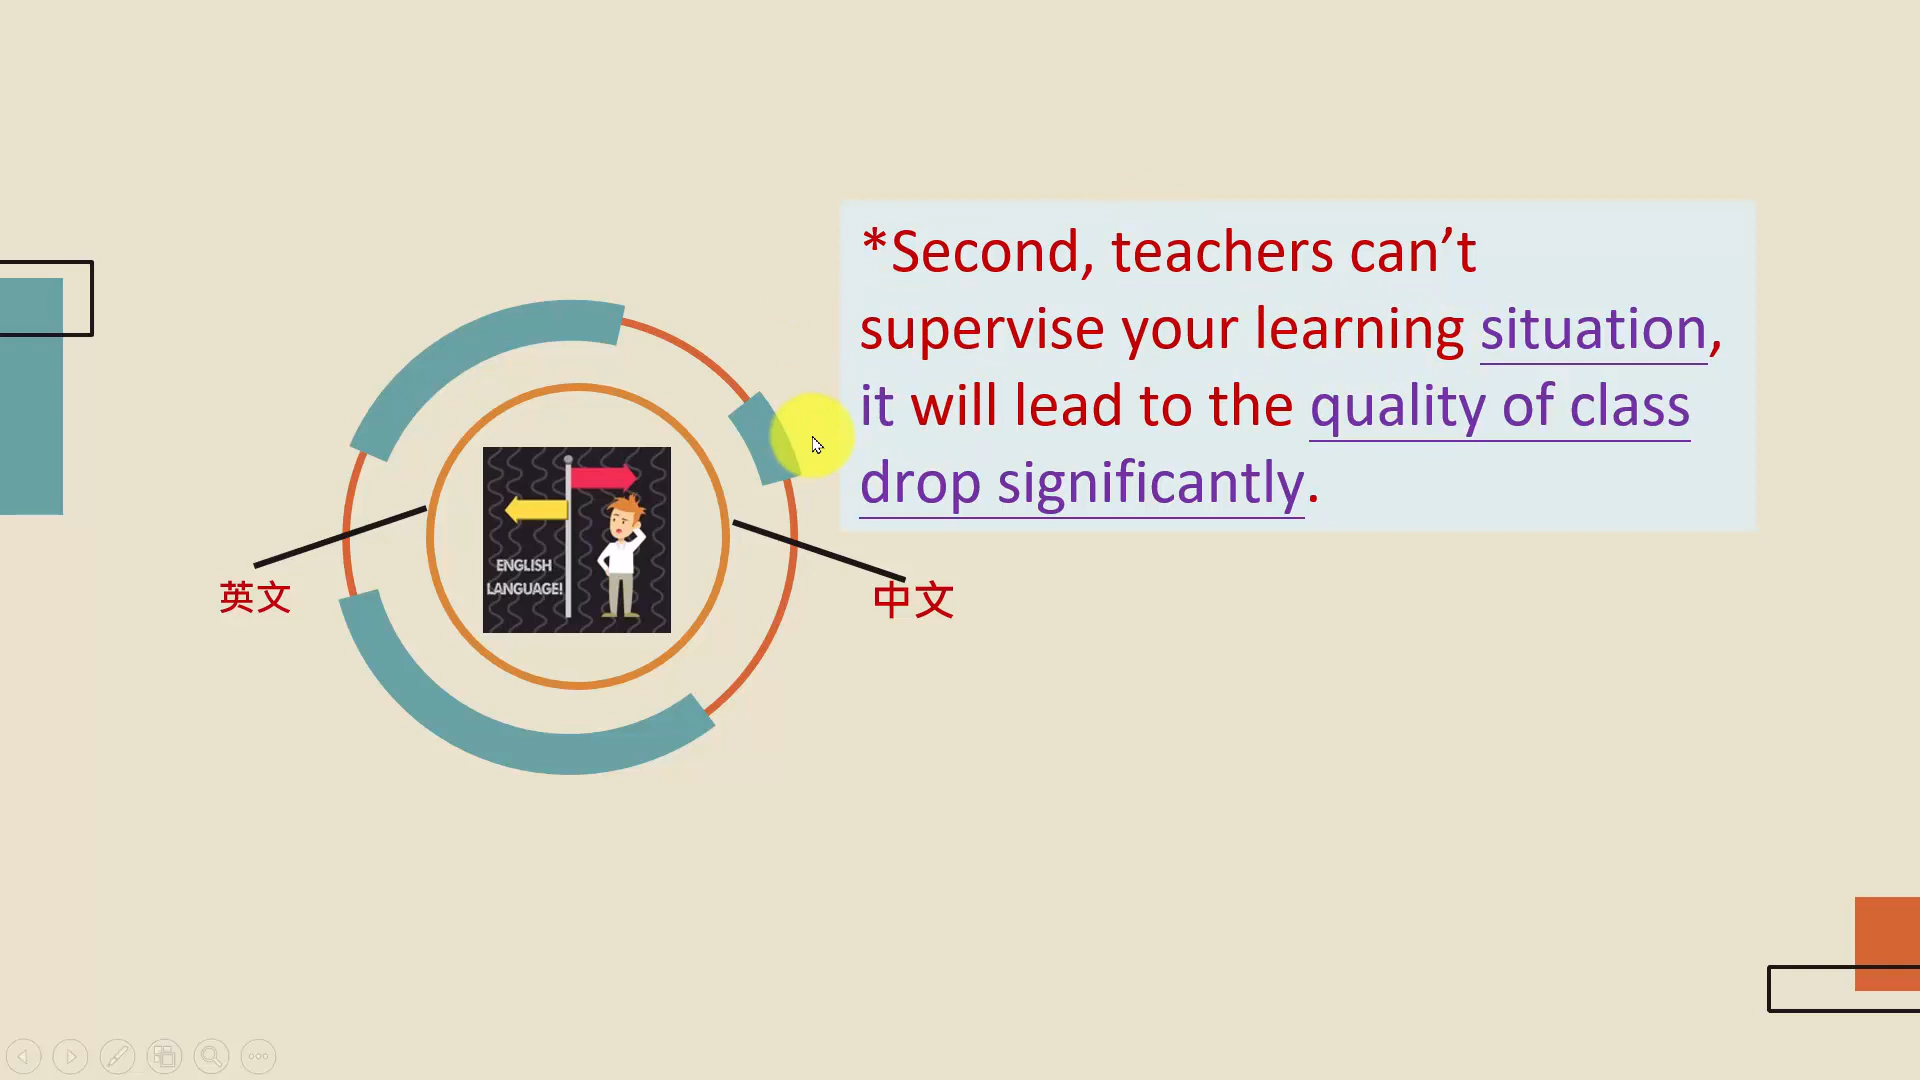 *Second, teachers can’t
supervise your learning situation,
it will lead to the quality of class
drop significantly.
ENGLISH
LANGUAGE!
英文
中文